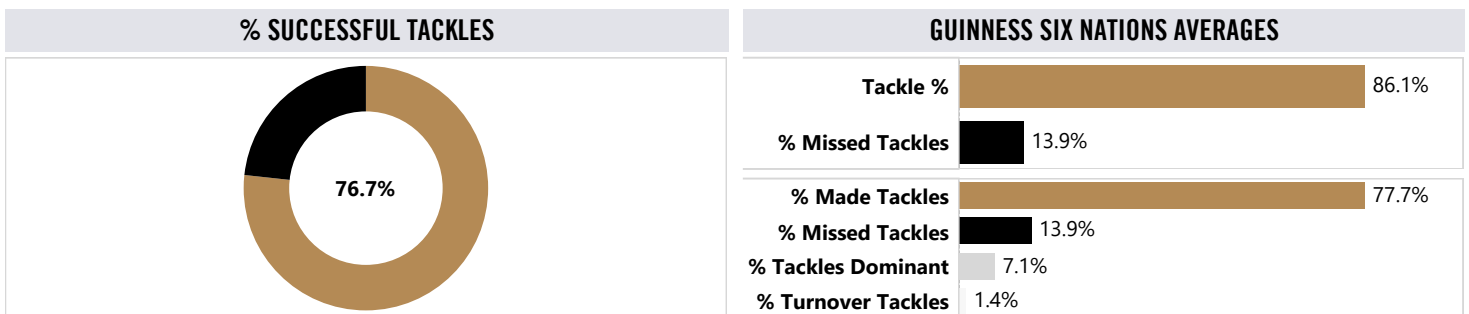 % SUCCESSFUL TACKLES
76.7%
GUINNESS SIX NATIONS AVERAGES
Tackle % 86.1%
% Missed Tackles 13.9%
% Made Tackles 77.7%
% Missed Tackles 13.9%
% Tackles Dominant 7.1%
% Turnover Tackles 1.4%